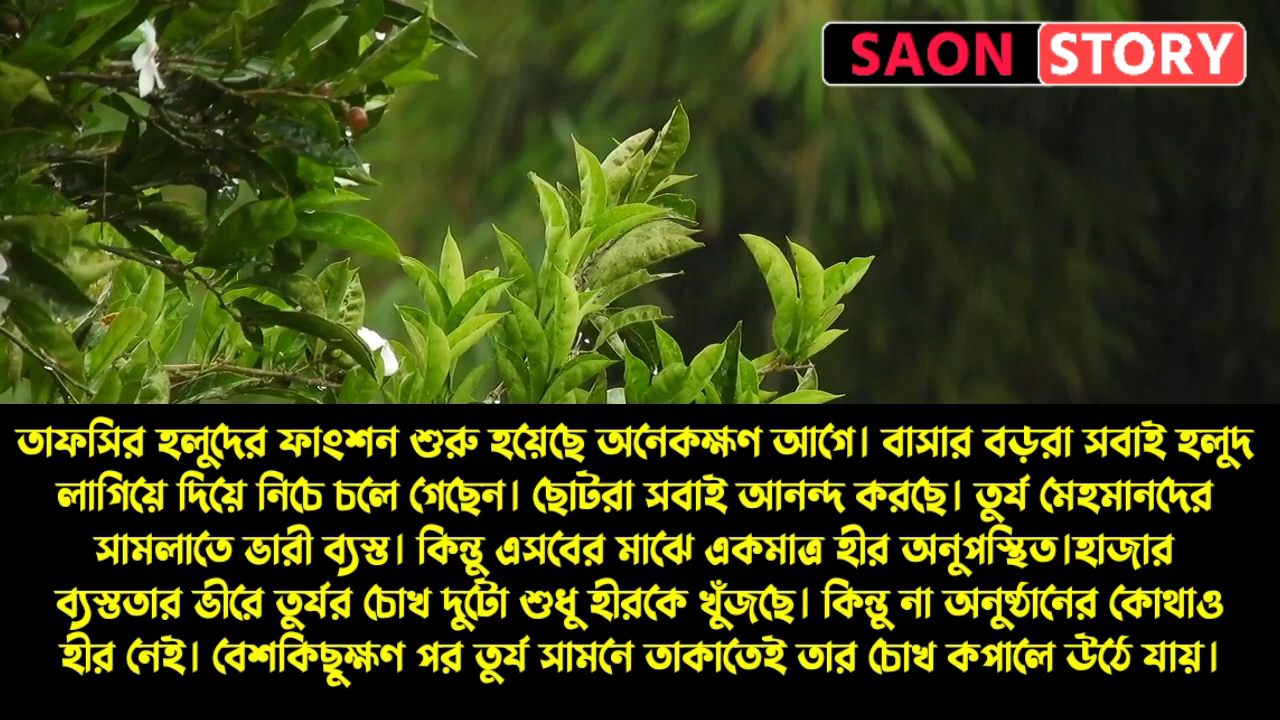 SAON STORY
তাফসির হলুদের ফাংশন শুরু হয়েছে অনেকক্ষণ আগে। বাসার বড়রা সবাই হলুদ
লাগিয়ে দিয়ে নিচে চলে গেছেন। ছোটরা সবাই আনন্দ করছে। তুর্য মেহমানদের
সামলাতে ভারী ব্যস্ত। কিন্তু এসবের মাঝে একমাত্র হীর অনুপস্থিত।হাজার
ব্যস্ততার ভীরে তুর্যর চোখ দুটো শুধু হীরকে খুঁজছে। কিন্তু না অনুষ্ঠানের কোথাও
হীর নেই। বেশকিছুক্ষণ পর তুর্য সামনে তাকাতেই তার চোখ কপালে উঠে যায়।